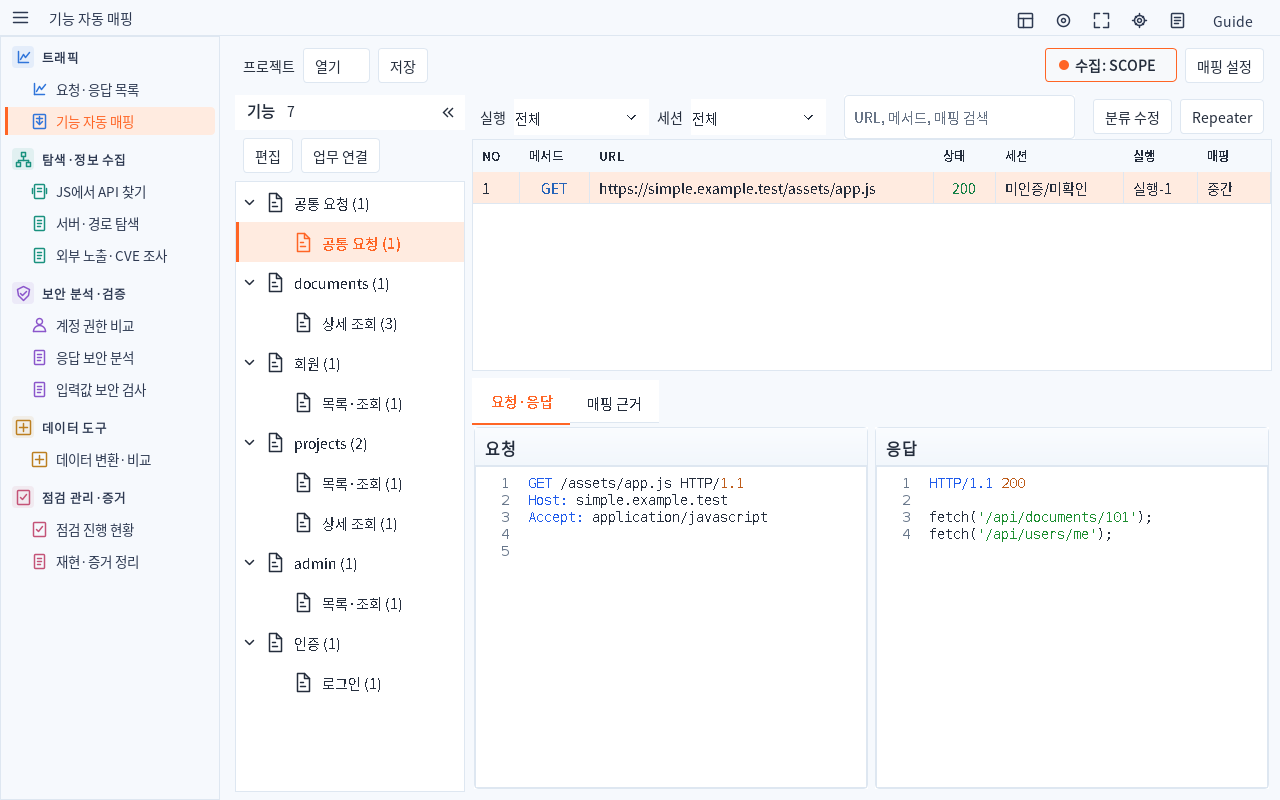 기능 자동 매핑
Guide
트래픽
요청·응답 목록
기능 자동 매핑
탐색·정보 수집
JS에서 API 찾기
서버·경로 탐색
외부 노출·CVE 조사
보안 분석·검증
계정 권한 비교
응답 보안 분석
입력값 보안 검사
데이터 도구
데이터 변환·비교
점검 관리·증거
점검 진행 현황
재현·증거 정리
프로젝트 열기 저장
수집: SCOPE 매핑 설정
기능 7
편집 업무 연결
공통 요청 (1)
공통 요청 (1)
documents (1)
상세 조회 (3)
회원 (1)
목록·조회 (1)
projects (2)
목록·조회 (1)
상세 조회 (1)
admin (1)
목록·조회 (1)
인증 (1)
로그인 (1)
실행 전체 세션 전체 URL, 메서드, 매핑 검색 분류 수정 Repeater
NO 메서드 URL 상태 세션 실행 매핑
1 GET https://simple.example.test/assets/app.js 200 미인증/미확인 실행-1 중간
요청·응답 매핑 근거
요청
1 GET /assets/app.js HTTP/1.1
2 Host: simple.example.test
3 Accept: application/javascript
4
5
응답
1 HTTP/1.1 200
2
3 fetch('/api/documents/101');
4 fetch('/api/users/me');